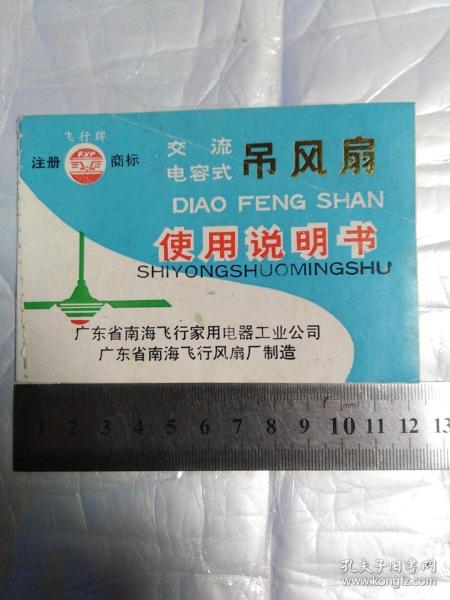 飞行牌
注册 FXF 商标
交流
电容式 吊风扇
DIAO FENG SHAN
使用说明书
SHIYONGSHUOMINGSHU
广东省南海飞行家用电器工业公司
广东省南海飞行风扇厂制造
1 2 3 4 5 6 7 8 9 10 11 12 13
孔夫子旧书网
www.kongfz.com